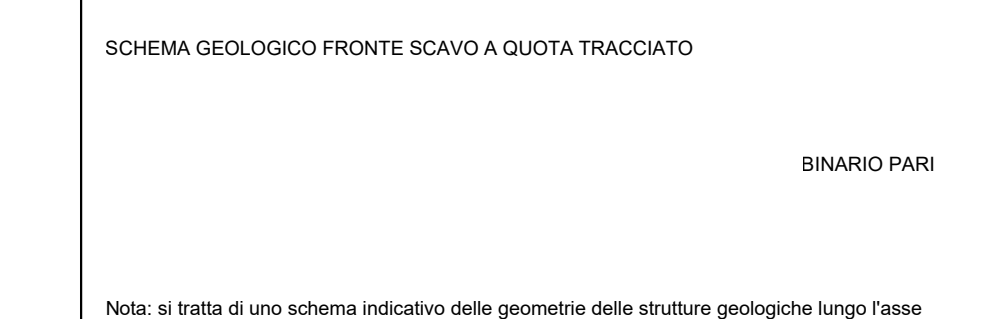 SCHEMA GEOLOGICO FRONTE SCAVO A QUOTA TRACCIATO
BINARIO PARI
Nota: si tratta di uno schema indicativo delle geometrie delle strutture geologiche lungo l'asse